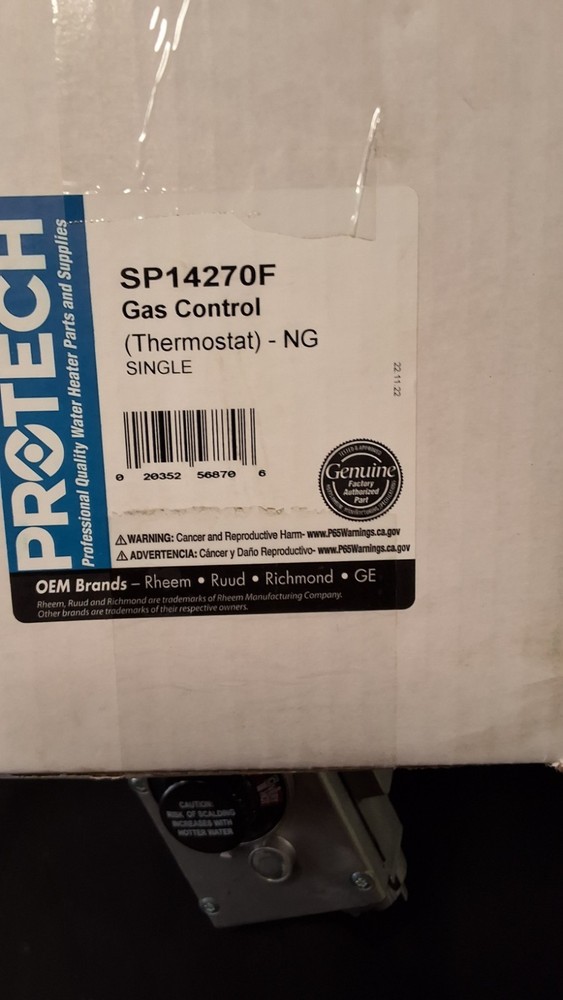 PROTECH
Professional Quality Water Heater Parts and Supplies
SP14270F
Gas Control
(Thermostat) - NG
SINGLE
22.11.22
0 20352 56870 6
Genuine
Factory
Authorized
Part
⚠WARNING: Cancer and Reproductive Harm- www.P65Warnings.ca.gov
⚠ADVERTENCIA: Cáncer y Daño Reproductivo- www.P65Warnings.ca.gov
OEM Brands – Rheem • Ruud • Richmond • GE
Rheem, Ruud and Richmond are trademarks of Rheem Manufacturing Company.
Other brands are trademarks of their respective owners.
CAUTION:
RISK OF SCALDING
INCREASES WITH
HOTTER WATER